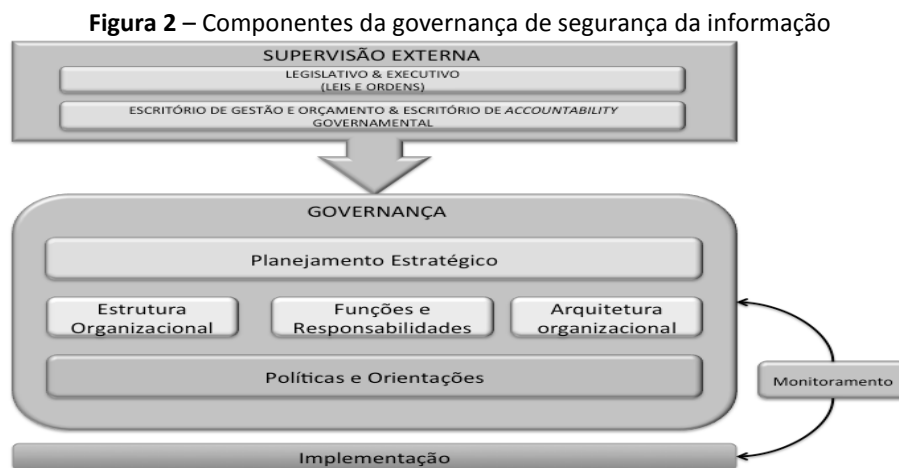 Figura 2 – Componentes da governança de segurança da informação
SUPERVISÃO EXTERNA
LEGISLATIVO & EXECUTIVO
(LEIS E ORDENS)
ESCRITÓRIO DE GESTÃO E ORÇAMENTO & ESCRITÓRIO DE ACCOUNTABILITY
GOVERNAMENTAL
GOVERNANÇA
Planejamento Estratégico
Estrutura
Organizacional
Funções e
Responsabilidades
Arquitetura
organizacional
Políticas e Orientações
Monitoramento
Implementação